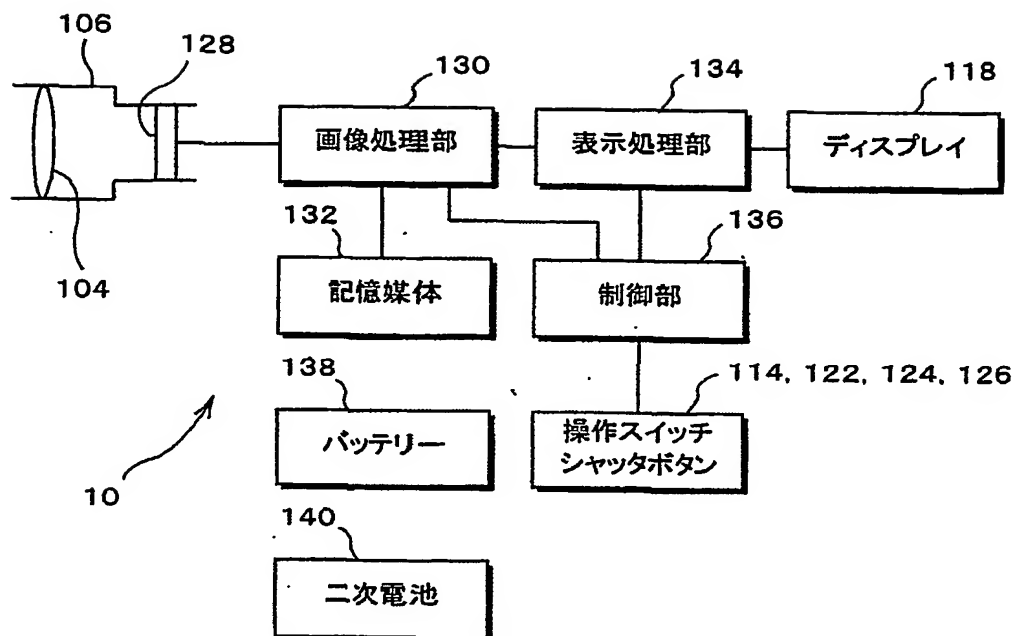 106
128
130
134
118
画像処理部
表示処理部
ディスプレイ
104
132
136
記憶媒体
制御部
138
114, 122, 124, 126
バッテリー
操作スイッチ
シャッタボタン
10
140
二次電池